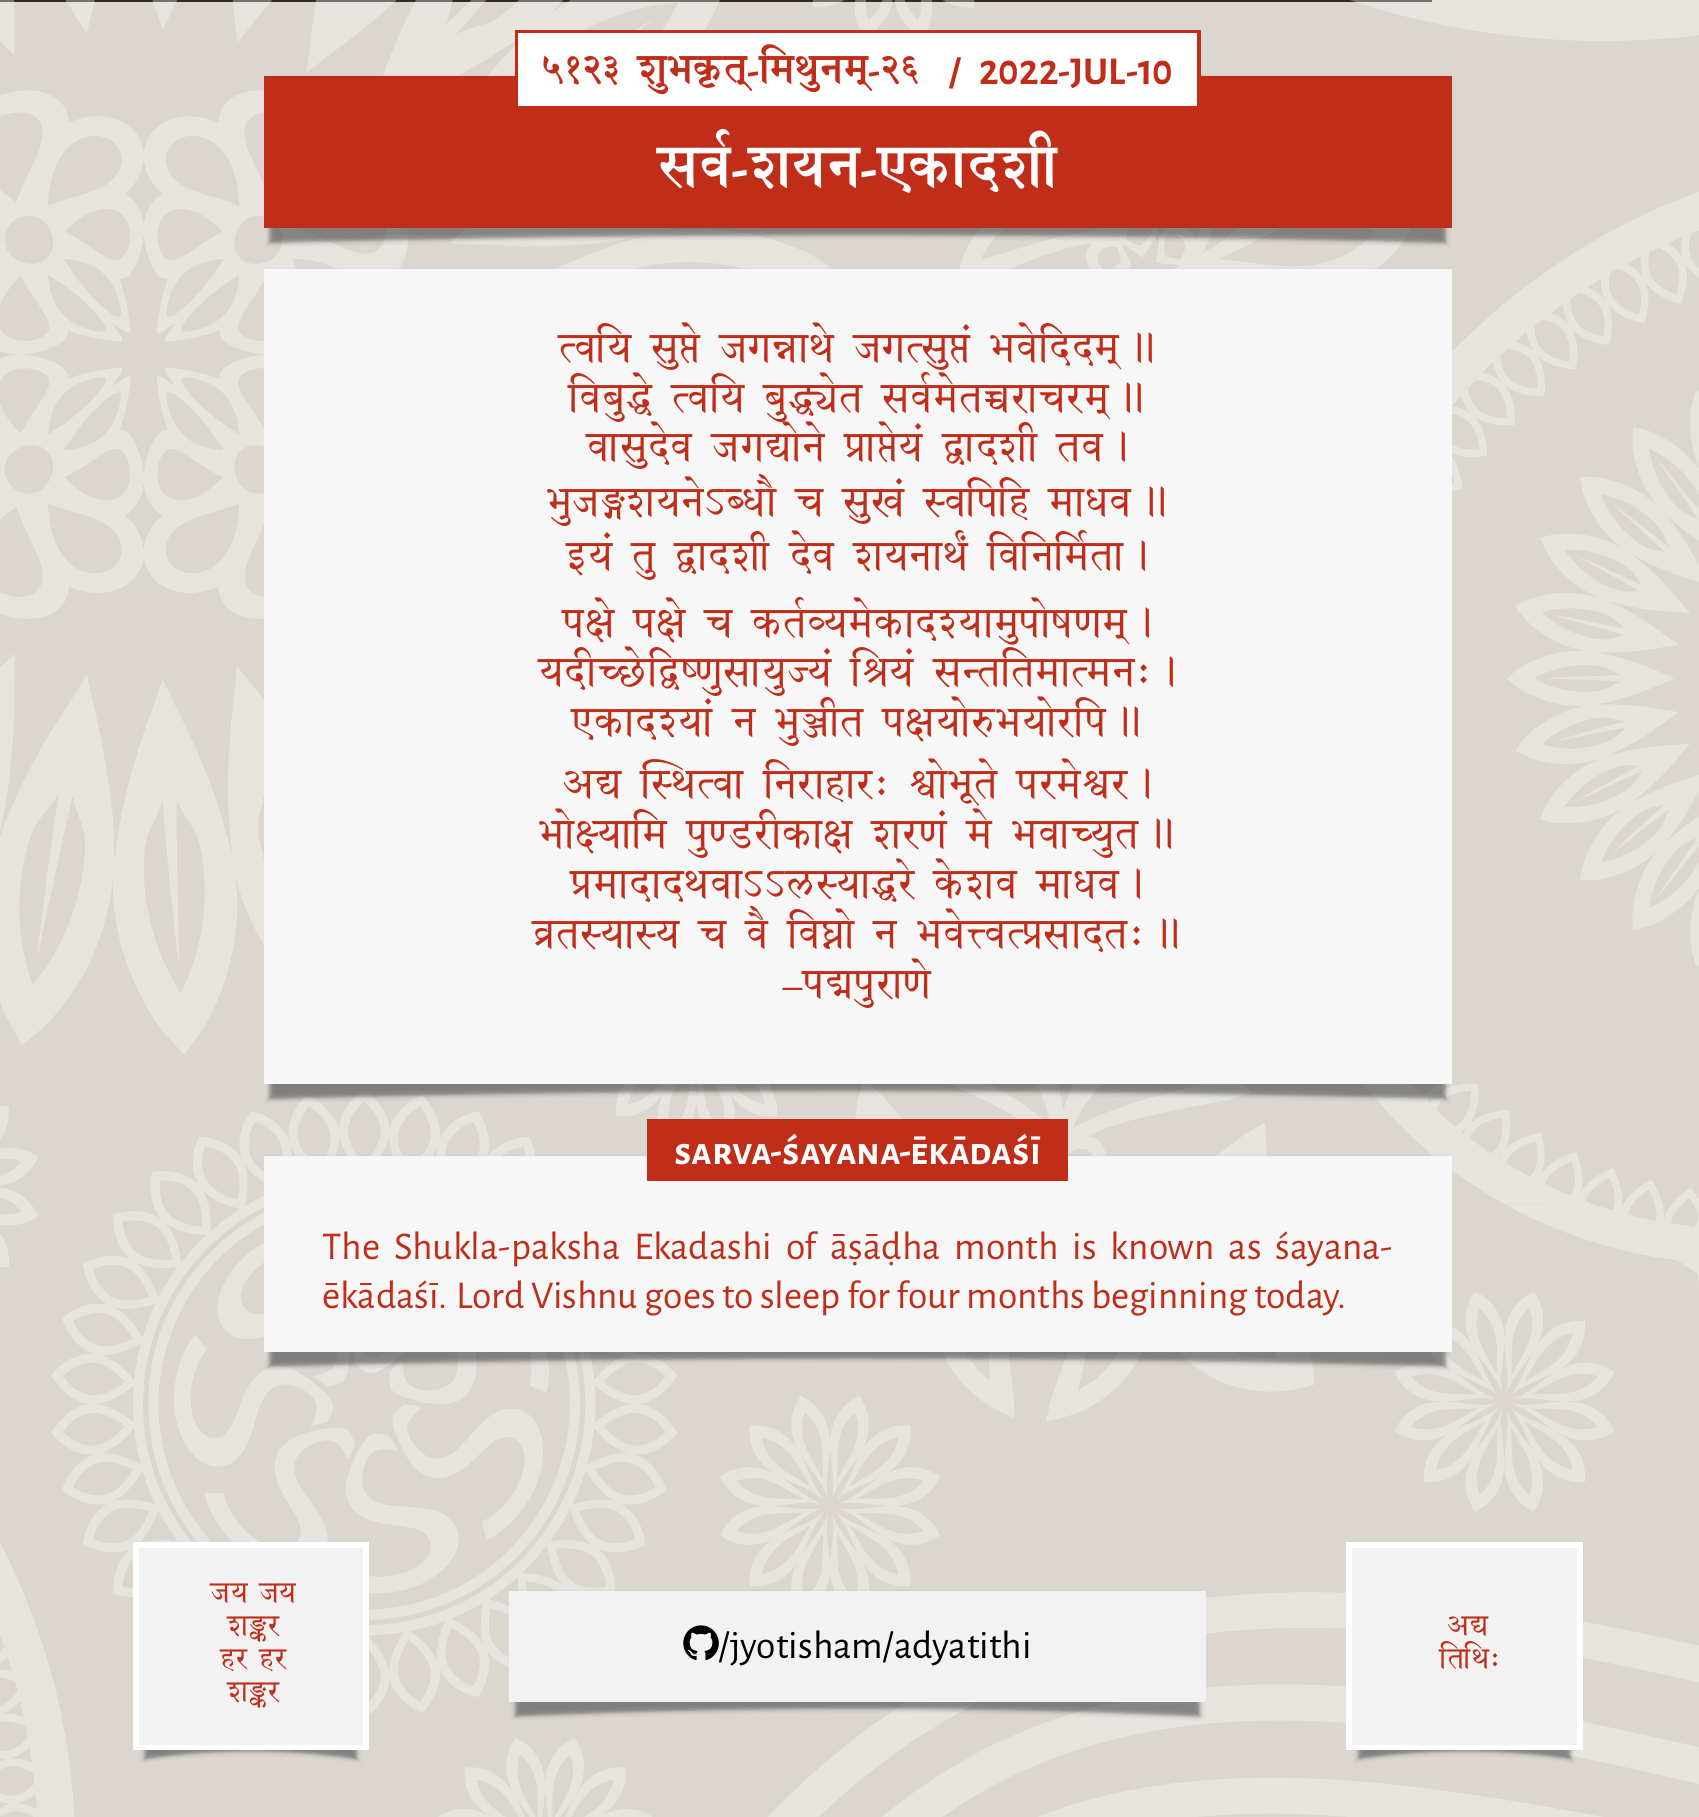 ५१२३ शुभकृत्-मिथुनम्-२६ / 2022-JUL-10
सर्व-शयन-एकादशी
त्वयि सुप्ते जगन्नाथे जगत्सुप्तं भवेदिदम् ॥
विबुद्धे त्वयि बुद्ध्येत सर्वमेतच्चराचरम् ॥
वासुदेव जगद्योने प्राप्तेयं द्वादशी तव ।
भुजङ्गशयनेऽब्धौ च सुखं स्वपिहि माधव ॥
इयं तु द्वादशी देव शयनार्थं विनिर्मिता ।
पक्षे पक्षे च कर्तव्यमेकादश्यामुपोषणम् ।
यदीच्छेद्विष्णुसायुज्यं श्रियं सन्ततिमात्मनः ।
एकादश्यां न भुञ्जीत पक्षयोरुभयोरपि ॥
अद्य स्थित्वा निराहारः श्वोभूते परमेश्वर ।
भोक्ष्यामि पुण्डरीकाक्ष शरणं मे भवाच्युत ॥
प्रमादादथवाऽऽलस्याद्धरे केशव माधव ।
व्रतस्यास्य च वै विघ्नो न भवेत्त्वत्प्रसादतः ॥
–पद्मपुराणे
SARVA-ŚAYANA-ĒKĀDAŚĪ
The Shukla-paksha Ekadashi of āṣāḍha month is known as śayana-
ēkādaśī. Lord Vishnu goes to sleep for four months beginning today.
जय जय
शङ्कर
हर हर
शङ्कर
/jyotisham/adyatithi
अद्य
तिथिः